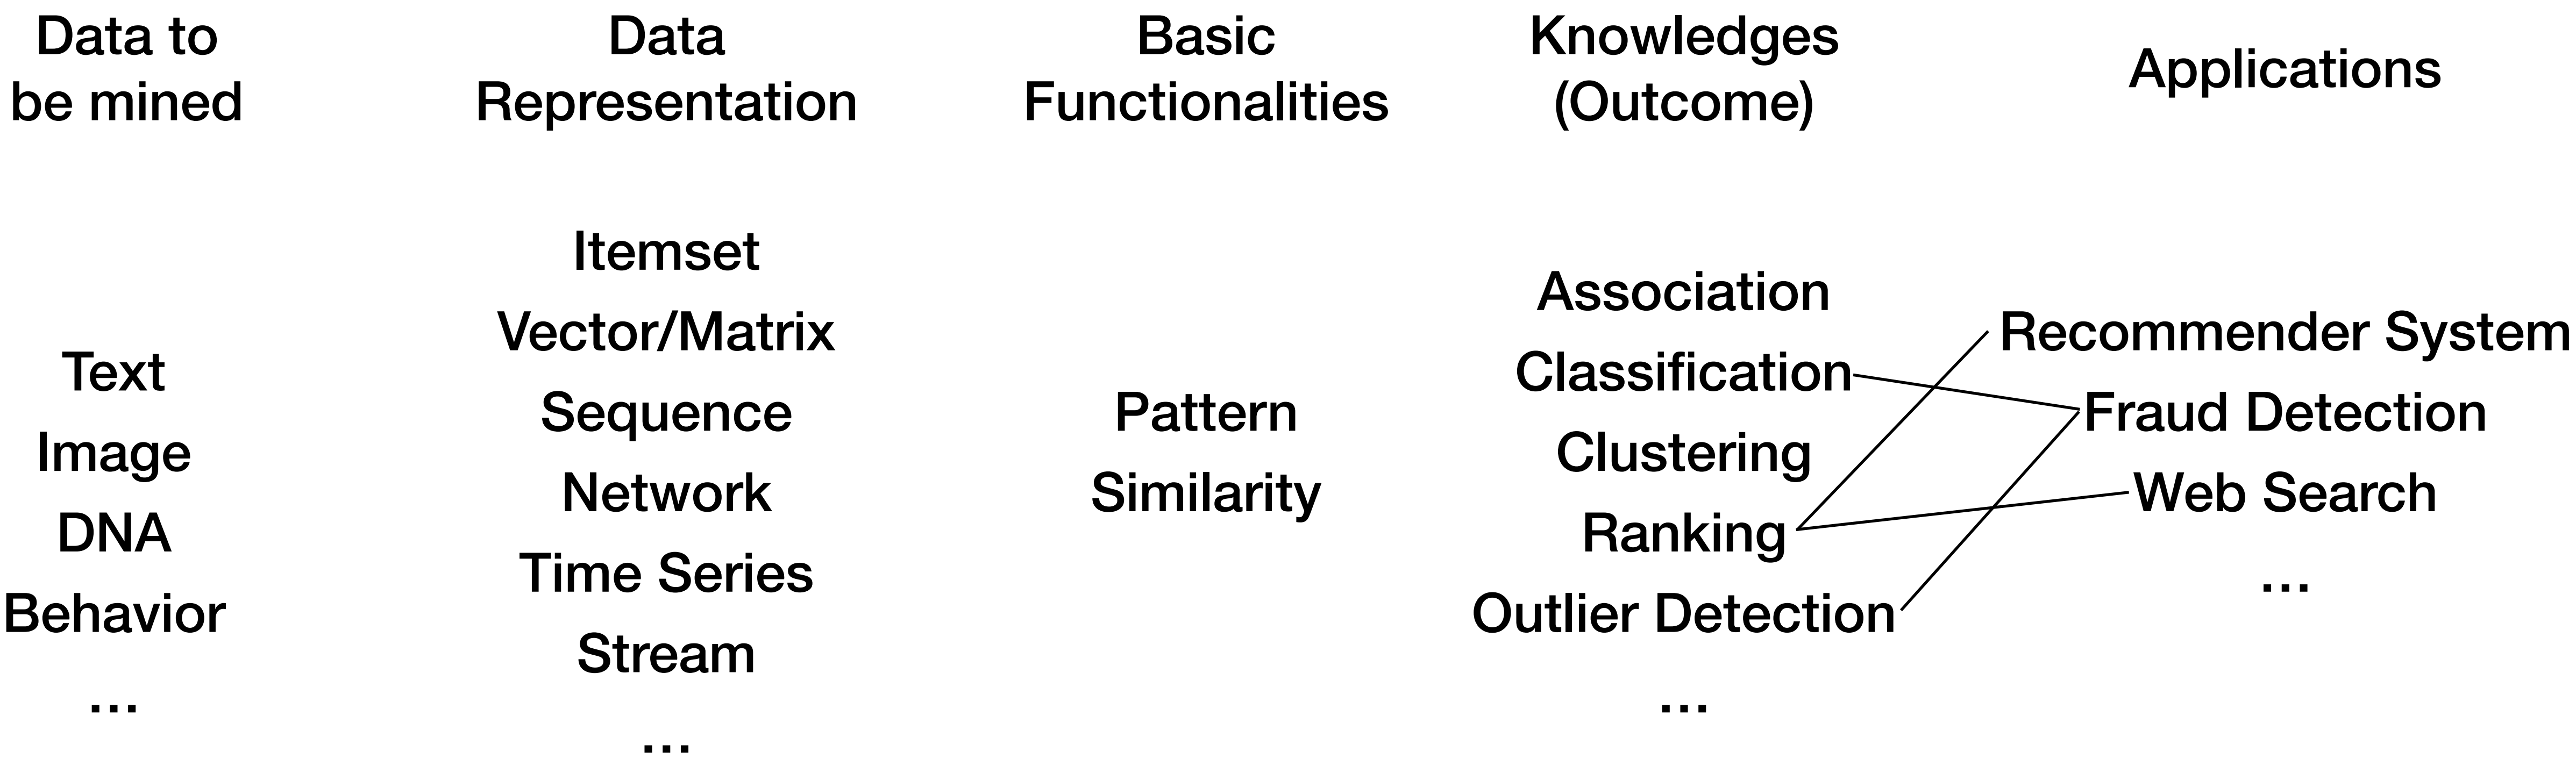 Data to
be mined
Data
Representation
Basic
Functionalities
Knowledges
(Outcome)
Applications
Text
Image
DNA
Behavior
...
Itemset
Vector/Matrix
Sequence
Network
Time Series
Stream
...
Pattern
Similarity
Association
Classification
Clustering
Ranking
Outlier Detection
...
Recommender System
Fraud Detection
Web Search
...